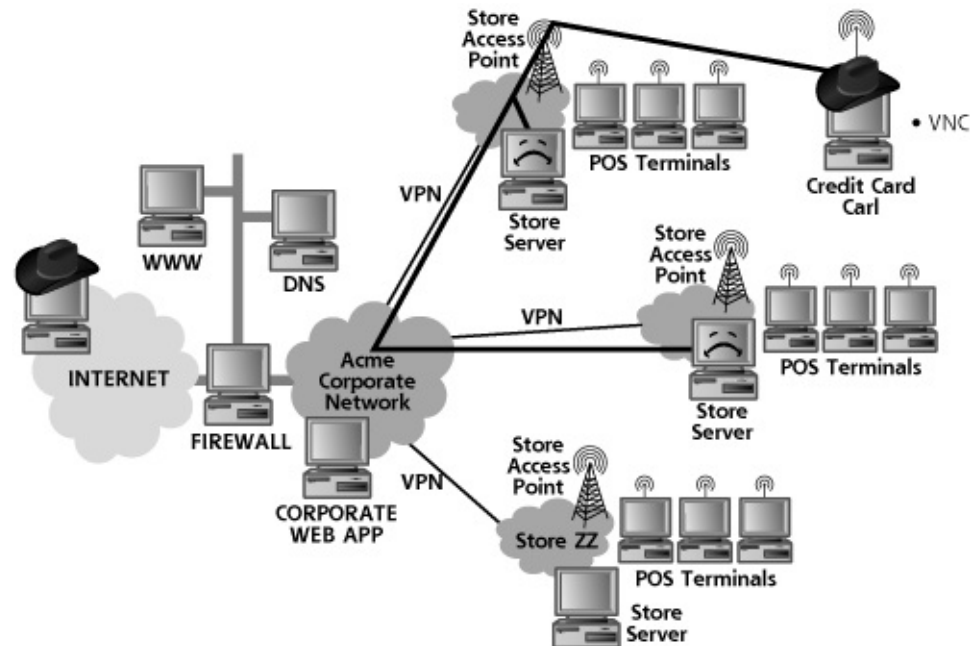 Store
Access
Point
POS Terminals
• VNC
Credit Card
Carl
VPN
Store
Server
WWW
DNS
Store
Access
Point
VPN
POS Terminals
Store
Server
INTERNET
FIREWALL
Acme
Corporate
Network
CORPORATE
WEB APP
VPN
Store
Access
Point
Store ZZ
POS Terminals
Store
Server